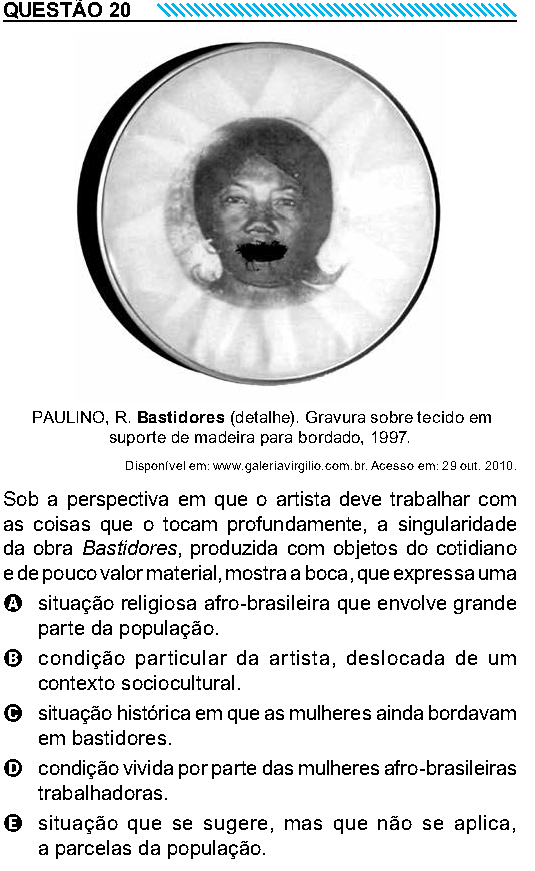 QUESTÃO 20
PAULINO, R. Bastidores (detalhe). Gravura sobre tecido em
suporte de madeira para bordado, 1997.
Disponível em: www.galeriavirgilio.com.br. Acesso em: 29 out. 2010.
Sob a perspectiva em que o artista deve trabalhar com
as coisas que o tocam profundamente, a singularidade
da obra Bastidores, produzida com objetos do cotidiano
e de pouco valor material, mostra a boca, que expressa uma
A situação religiosa afro-brasileira que envolve grande
parte da população.
B condição particular da artista, deslocada de um
contexto sociocultural.
C situação histórica em que as mulheres ainda bordavam
em bastidores.
D condição vivida por parte das mulheres afro-brasileiras
trabalhadoras.
E situação que se sugere, mas que não se aplica,
a parcelas da população.